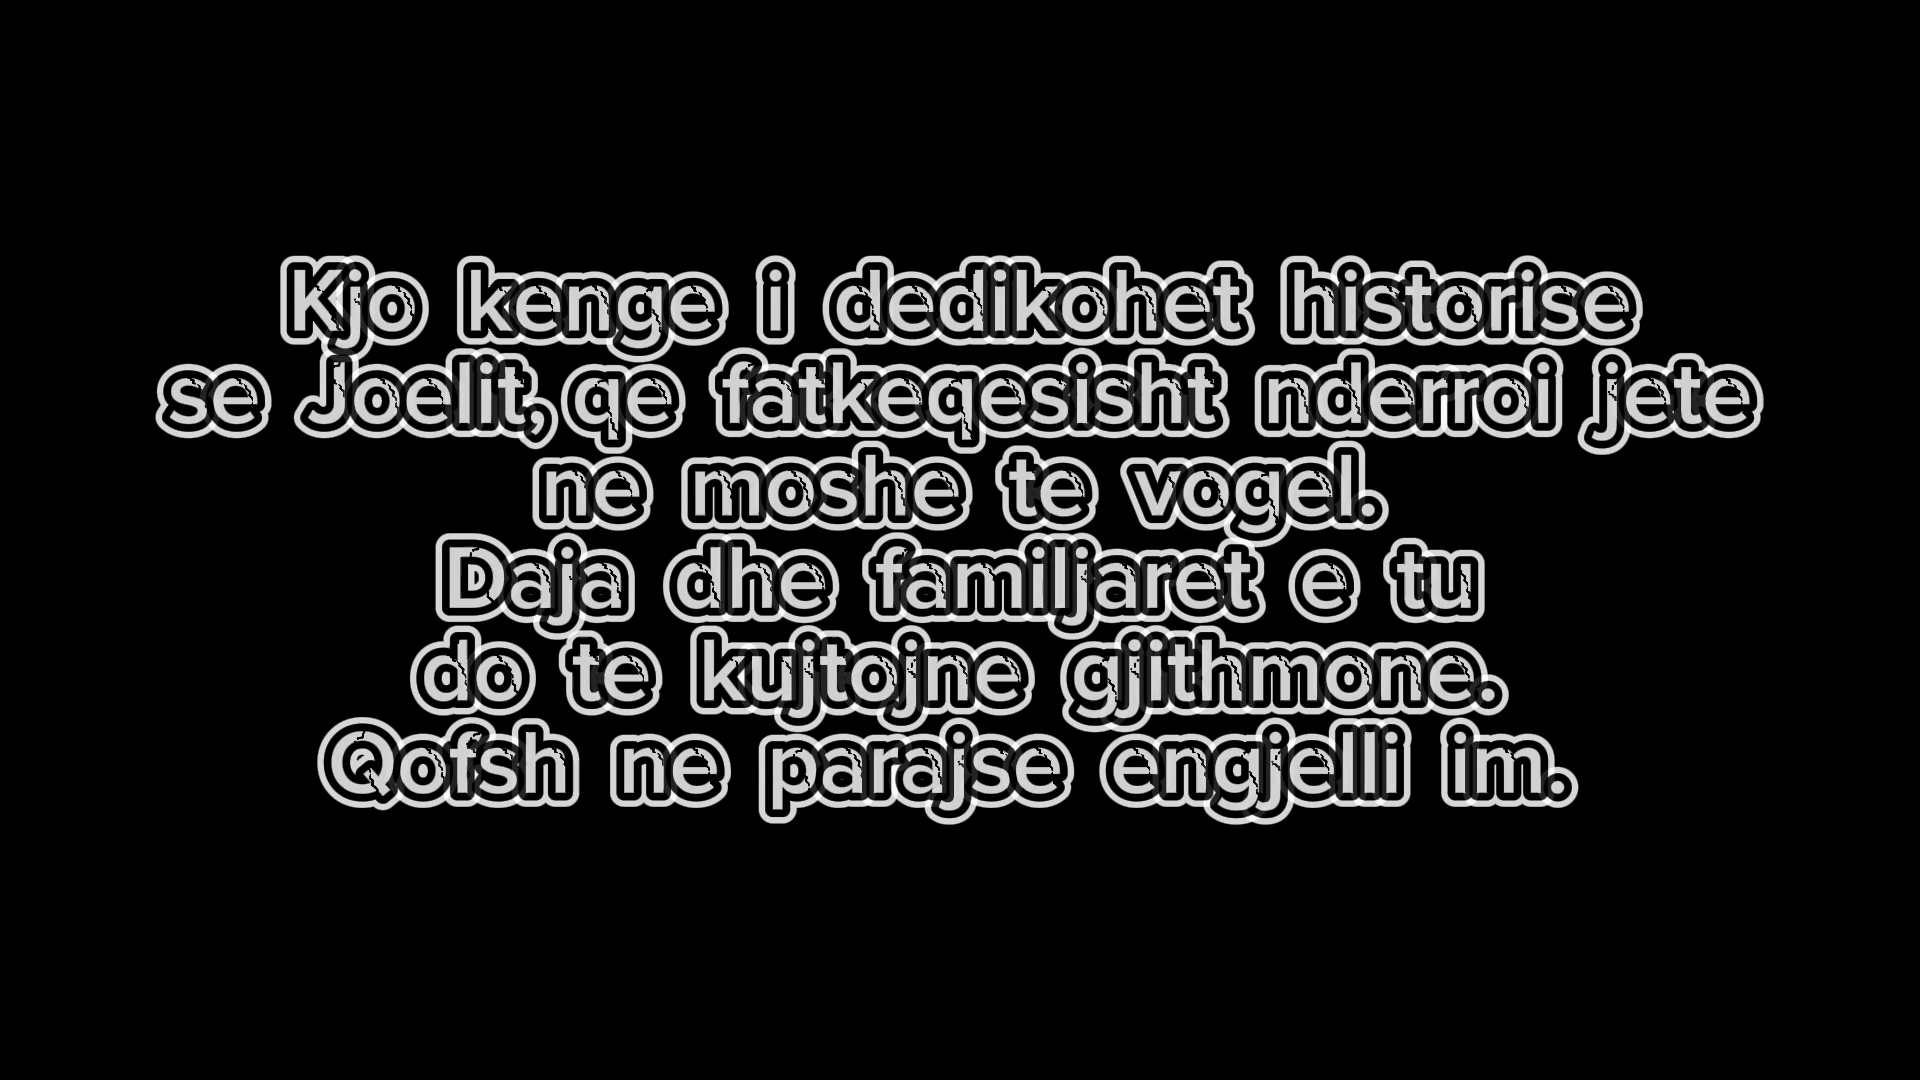 Kjo kenge i dedikohet historise
se Joelit, qe fatkeqesisht nderroi jete
ne moshe te vogel.
Daja dhe familjaret e tu
do te kujtojne gjithmone.
Qofsh ne parajse engjelli im.